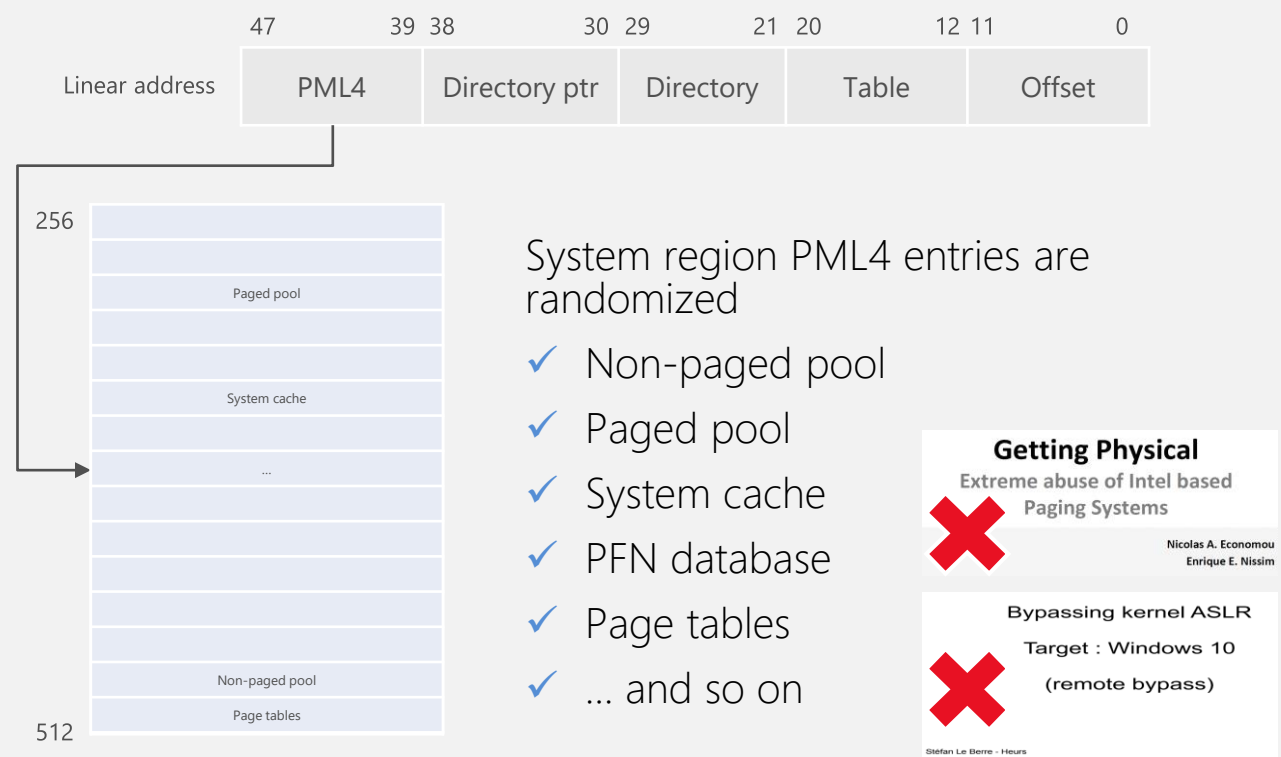 47 39 38 30 29 21 20 12 11 0
Linear address PML4 Directory ptr Directory Table Offset
256
Paged pool
System cache
...
Non-paged pool
Page tables
512
System region PML4 entries are
randomized
✓ Non-paged pool
✓ Paged pool
✓ System cache
✓ PFN database
✓ Page tables
✓ ... and so on
Getting Physical
Extreme abuse of Intel based
Paging Systems
Nicolas A. Economou
Enrique E. Nissim
Bypassing kernel ASLR
Target : Windows 10
(remote bypass)
Stéfan Le Berre - Heurs